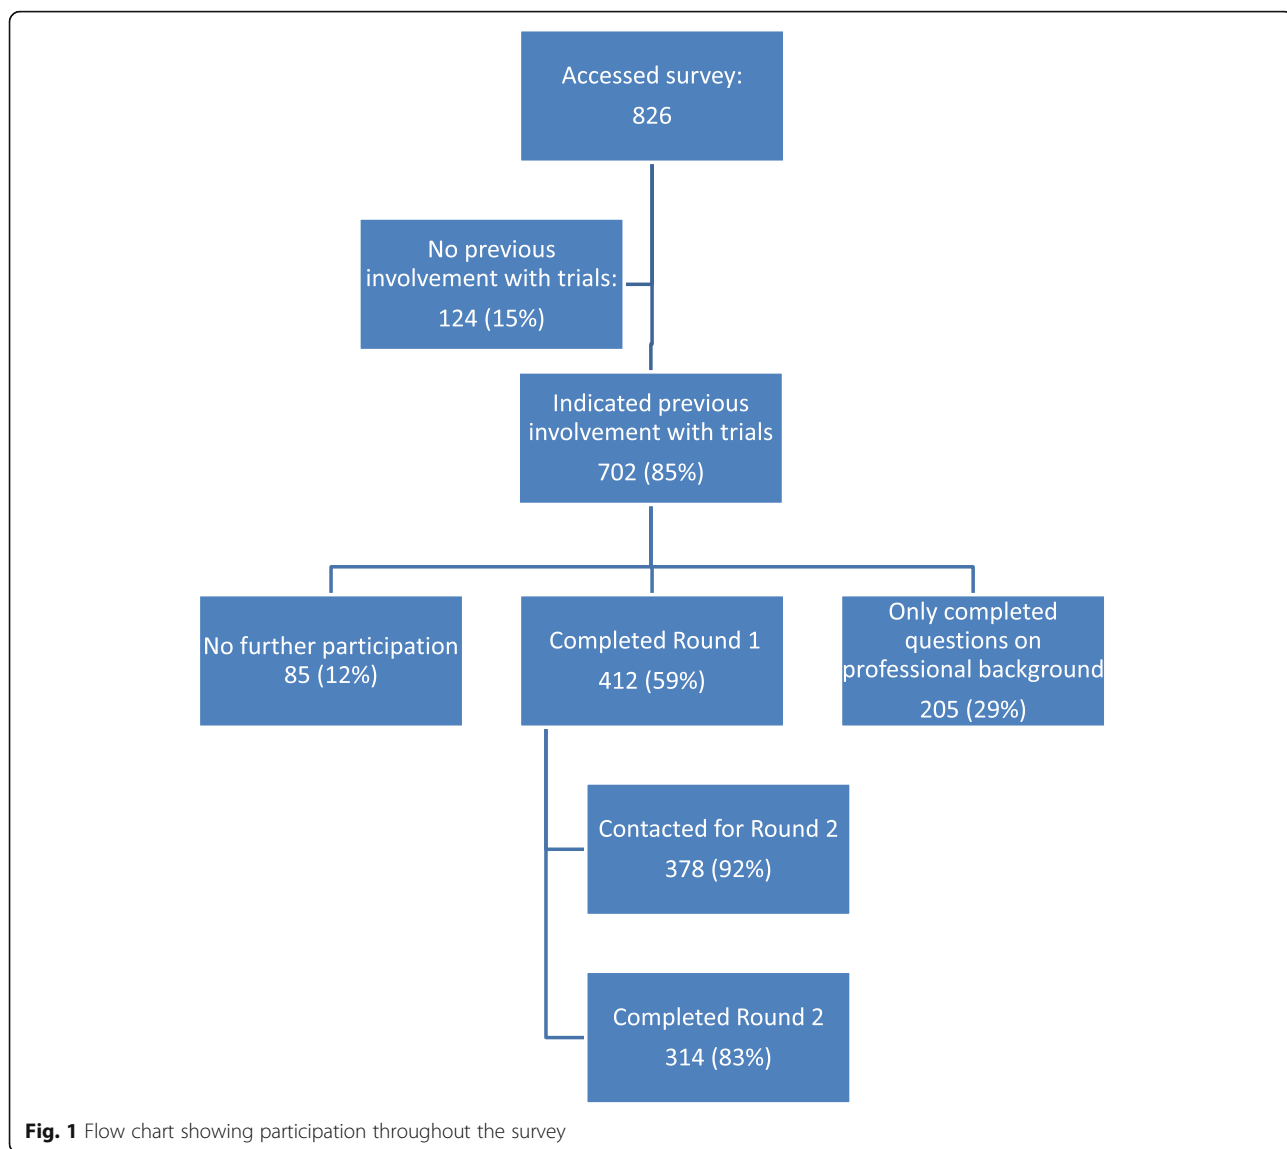 Accessed survey:
826
No previous
involvement with trials:
124 (15%)
Indicated previous
involvement with trials
702 (85%)
No further participation
85 (12%)
Completed Round 1
412 (59%)
Only completed
questions on
professional background
205 (29%)
Contacted for Round 2
378 (92%)
Completed Round 2
314 (83%)
Fig. 1 Flow chart showing participation throughout the survey